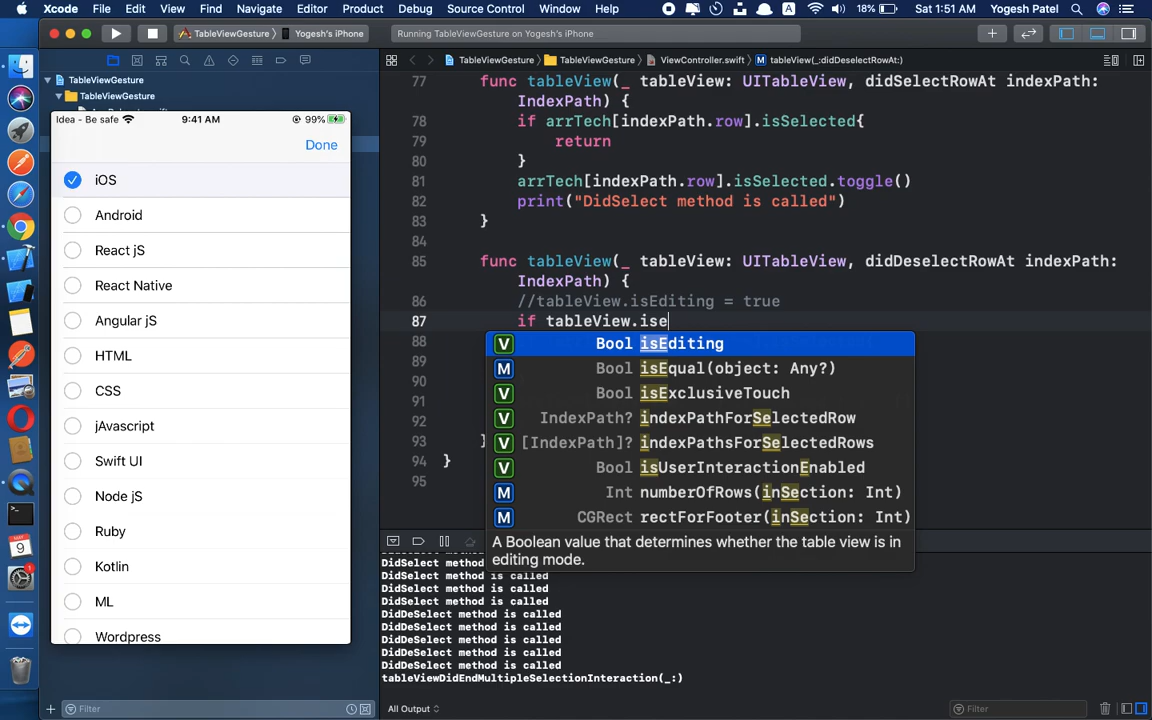 Xcode File Edit View Find Navigate Editor Product Debug Source Control Window Help A 18% Sat 1:51 AM Yogesh Patel
TableViewGesture 〉 Yogesh's iPhone Running TableViewGesture on Yogesh's iPhone
TableViewGesture 〉 TableViewGesture 〉 ViewController.swift 〉 M tableView(_:didDeselectRowAt:)
TableViewGesture
TableViewGesture
Idea - Be safe 9:41 AM 99%
Done
iOS
Android
React jS
React Native
Angular jS
HTML
CSS
jAvascript
Swift UI
Node jS
Ruby
Kotlin
ML
Wordpress
77 func tableView(_ tableView: UITableView, didSelectRowAt indexPath:
IndexPath) {
78 if arrTech[indexPath.row].isSelected{
79 return
80 }
81 arrTech[indexPath.row].isSelected.toggle()
82 print("DidSelect method is called")
83 }
84
85 func tableView(_ tableView: UITableView, didDeselectRowAt indexPath:
IndexPath) {
86 //tableView.isEditing = true
87 if tableView.ise
88
89
90
91
92
93 }
94 }
95
V Bool isEditing
M Bool isEqual(object: Any?)
V Bool isExclusiveTouch
V IndexPath? indexPathForSelectedRow
V [IndexPath]? indexPathsForSelectedRows
V Bool isUserInteractionEnabled
M Int numberOfRows(inSection: Int)
M CGRect rectForFooter(inSection: Int)
A Boolean value that determines whether the table view is in
editing mode.
DidSelect method
DidSelect method is called
DidSelect method is called
DidSelect method is called
DidDeSelect method is called
DidDeSelect method is called
DidDeSelect method is called
DidDeSelect method is called
DidDeSelect method is called
tableViewDidEndMultipleSelectionInteraction(_:)
Filter All Output Filter
MAY
9
1